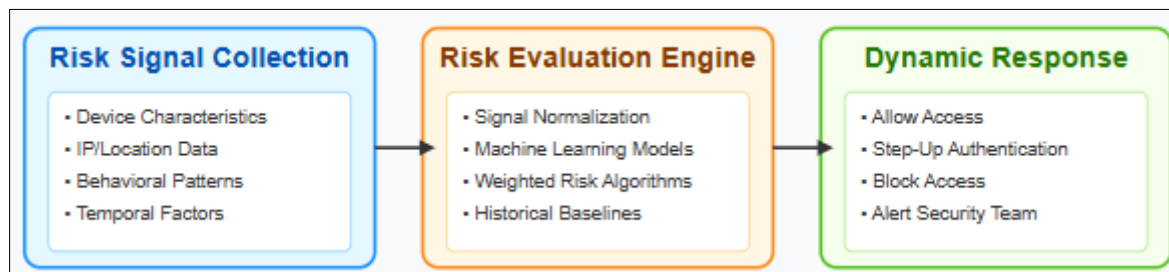 Risk Signal Collection
▪ Device Characteristics
▪ IP/Location Data
▪ Behavioral Patterns
▪ Temporal Factors
Risk Evaluation Engine
▪ Signal Normalization
▪ Machine Learning Models
▪ Weighted Risk Algorithms
▪ Historical Baselines
Dynamic Response
▪ Allow Access
▪ Step-Up Authentication
▪ Block Access
▪ Alert Security Team